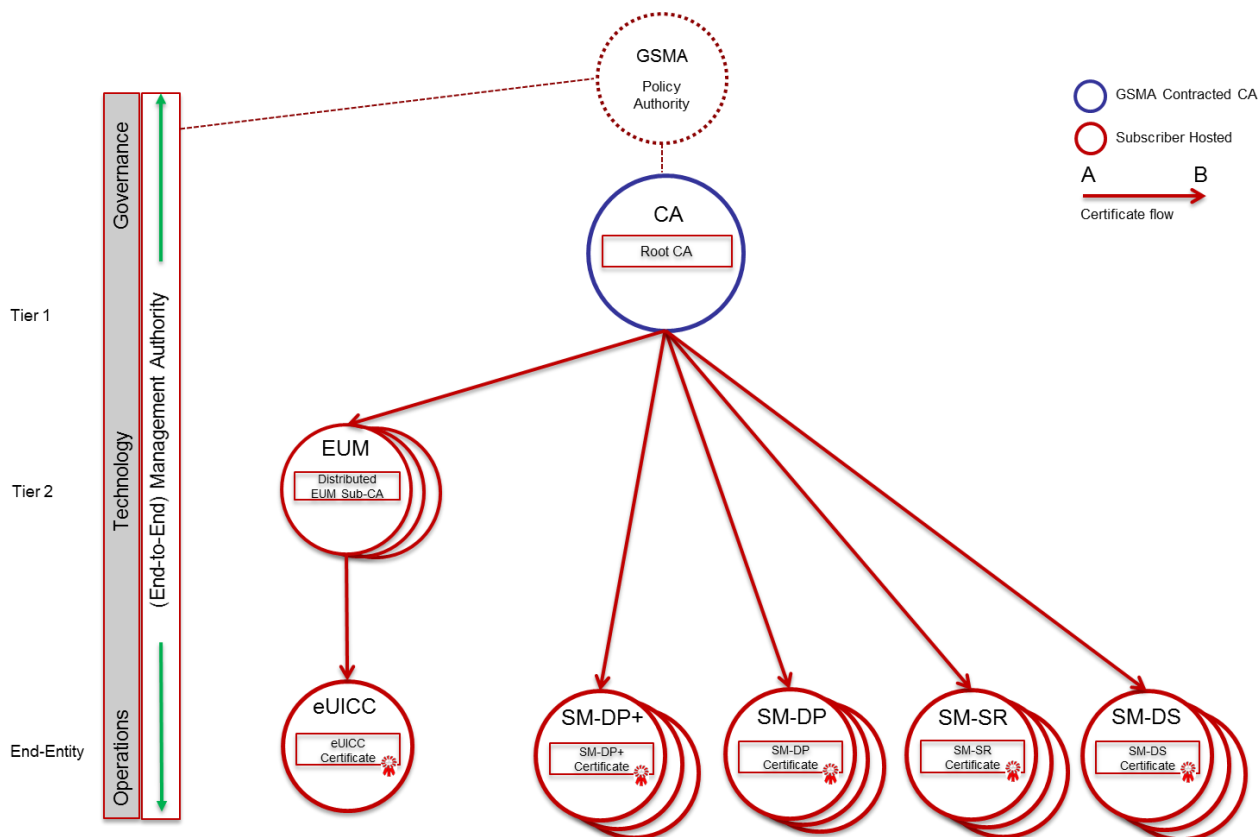 GSMA
Policy
Authority
GSMA Contracted CA
Subscriber Hosted
A B
Certificate flow
Governance
Technology
Operations
(End-to-End) Management Authority
CA
Root CA
Tier 1
EUM
Distributed
EUM Sub-CA
Tier 2
eUICC
eUICC
Certificate
SM-DP+
SM-DP+
Certificate
SM-DP
SM-DP
Certificate
SM-SR
SM-SR
Certificate
SM-DS
SM-DS
Certificate
End-Entity